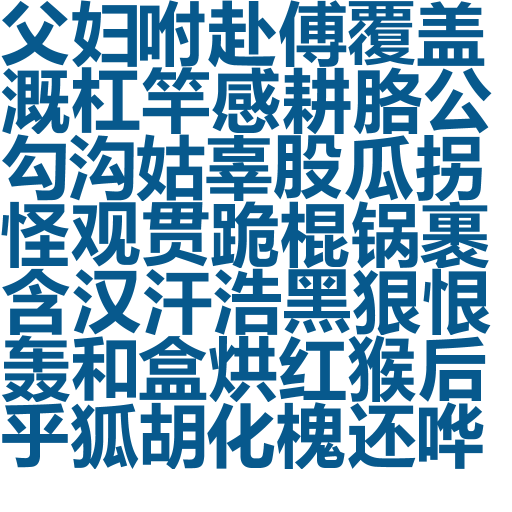 父妇咐赴傅覆盖
溉杠竿感耕胳公
勾沟姑辜股瓜拐
怪观贯跪棍锅裹
含汉汗浩黑狠恨
轰和盒烘红猴后
乎狐胡化槐还哗